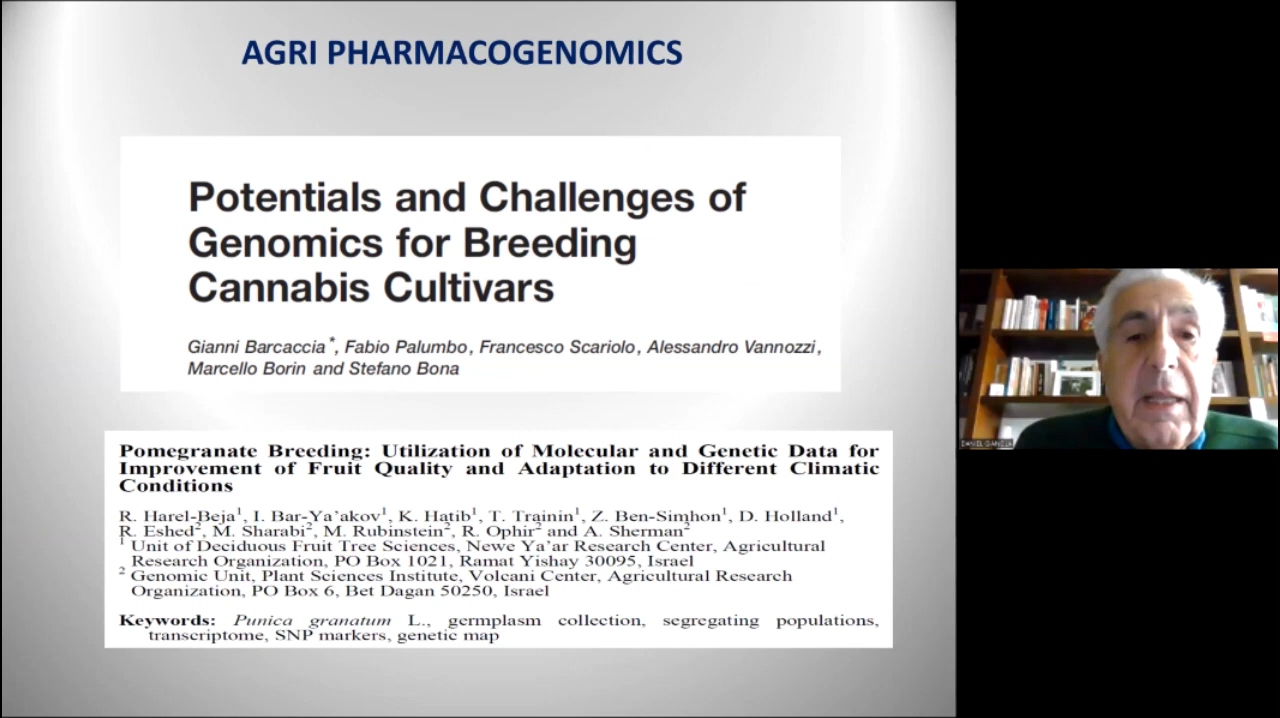 AGRI PHARMACOGENOMICS
Potentials and Challenges of
Genomics for Breeding
Cannabis Cultivars
Gianni Barcaccia*, Fabio Palumbo, Francesco Scariolo, Alessandro Vannozzi,
Marcello Borin and Stefano Bona
Pomegranate Breeding: Utilization of Molecular and Genetic Data for
Improvement of Fruit Quality and Adaptation to Different Climatic
Conditions
R. Harel-Beja1, I. Bar-Ya'akov1, K. Hatib1, T. Trainin1, Z. Ben-Simhon1, D. Holland1,
R. Eshed2, M. Sharabi2, M. Rubinstein2, R. Ophir2 and A. Sherman2
1 Unit of Deciduous Fruit Tree Sciences, Newe Ya'ar Research Center, Agricultural
Research Organization, PO Box 1021, Ramat Yishay 30095, Israel
2 Genomic Unit, Plant Sciences Institute, Volcani Center, Agricultural Research
Organization, PO Box 6, Bet Dagan 50250, Israel
Keywords: Punica granatum L., germplasm collection, segregating populations,
transcriptome, SNP markers, genetic map
DANIEL